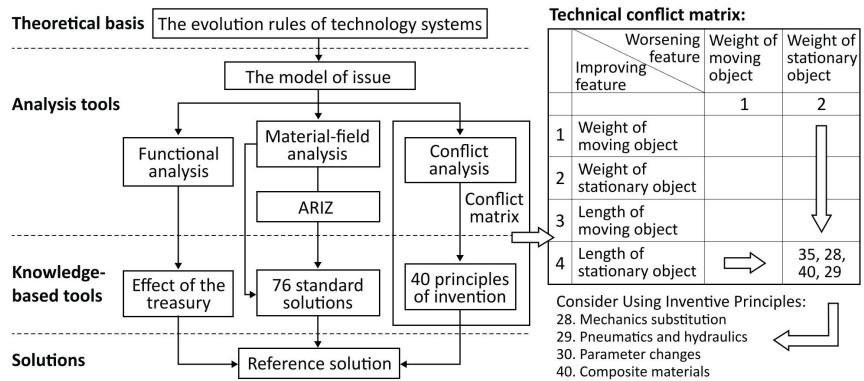 Theoretical basis
The evolution rules of technology systems
The model of issue
Analysis tools
Functional
analysis
Material-field
analysis
Conflict
analysis
ARIZ
Conflict
matrix
Knowledge-
based tools
Effect of the
treasury
76 standard
solutions
40 principles
of invention
Solutions
Reference solution
Technical conflict matrix:
Worsening
feature
Improving
feature
Weight of
moving
object
Weight of
stationary
object
1
2
1
Weight of
moving object
2
Weight of
stationary object
3
Length of
moving object
4
Length of
stationary object
35, 28,
40, 29
Consider Using Inventive Principles:
28. Mechanics substitution
29. Pneumatics and hydraulics
30. Parameter changes
40. Composite materials